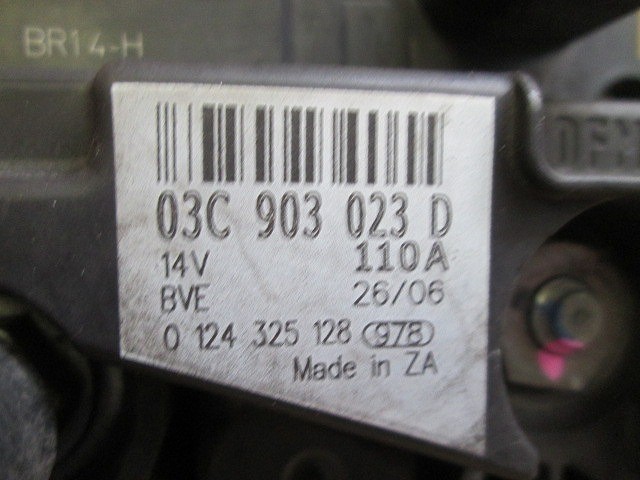 BR14-H
03C 903 023 D
14V 110A
BVE 26/06
0 124 325 128 978
Made in ZA